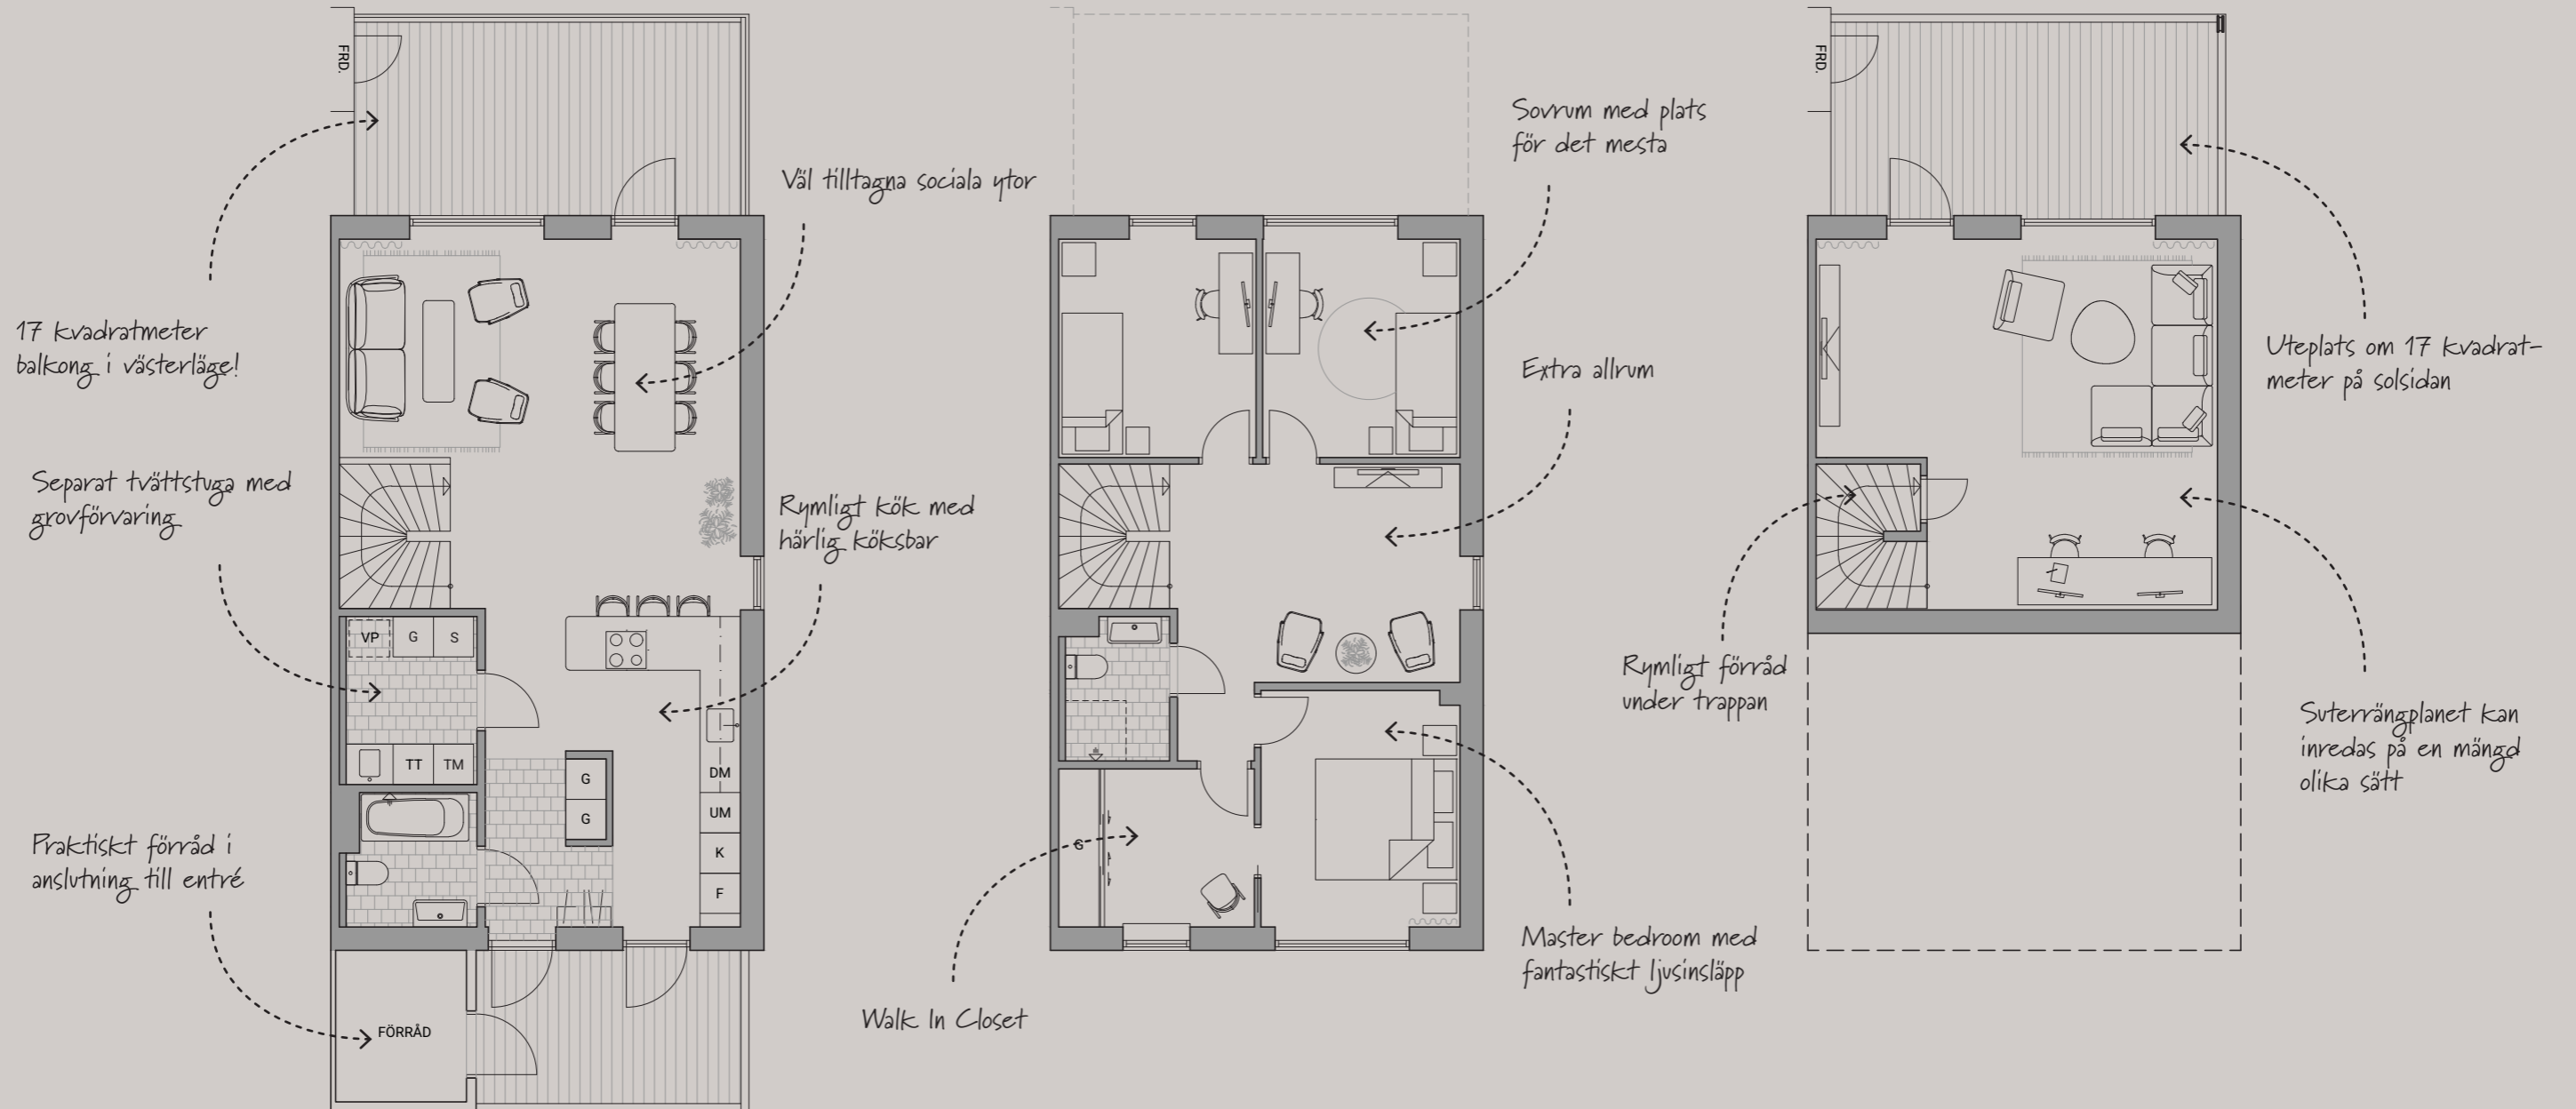 FRD.
17 kvadratmeter
balkong i västerläge!
Separat tvättstuga med
grovförvaring
Praktiskt förråd i
anslutning till entré
Väl tilltagna sociala ytor
Rymligt kök med
härlig köksbar
VP G S
TT TM
G
G
DM
UM
K
F
FÖRRÅD
Sovrum med plats
för det mesta
Extra allrum
G
Walk In Closet
Master bedroom med
fantastiskt ljusinsläpp
FRD.
Uteplats om 17 kvadrat-
meter på solsidan
Rymligt förråd
under trappan
Suterrängplanet kan
inredas på en mängd
olika sätt